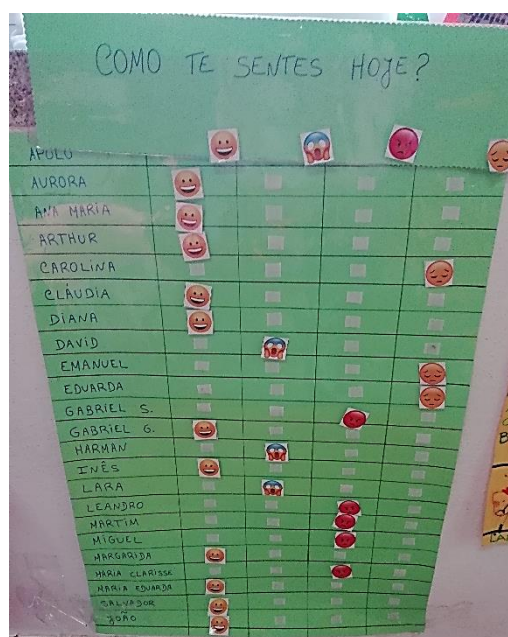 COMO TE SENTES HOJE?
APOLO
AURORA
ANA MARIA
ARTHUR
CAROLINA
CLÁUDIA
DIANA
DAVID
EMANUEL
EDUARDA
GABRIEL S.
GABRIEL G.
HARMAN
INÊS
LARA
LEANDRO
MARTIM
MIGUEL
MARGARIDA
MARIA CLARISSE
MARIA EDUARDA
SALVADOR
JOÃO